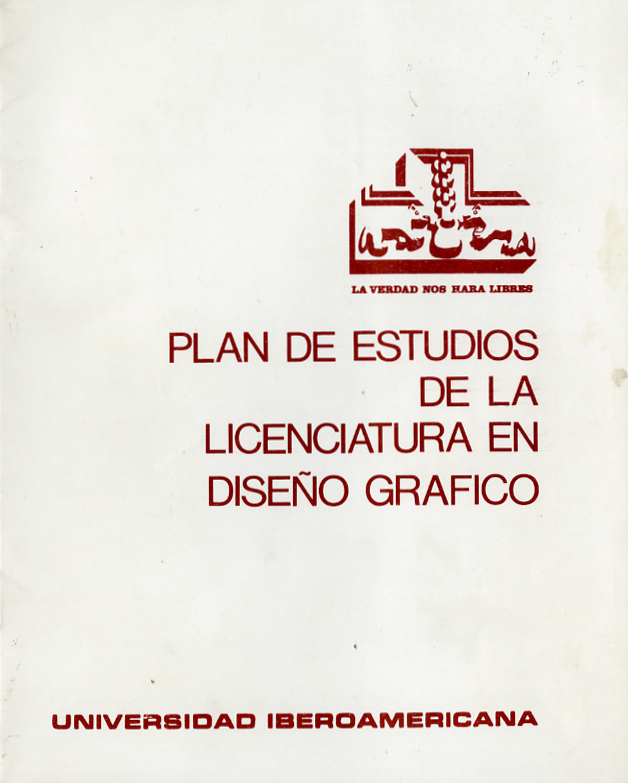 LA VERDAD NOS HARA LIBRES
PLAN DE ESTUDIOS
DE LA
LICENCIATURA EN
DISEÑO GRAFICO
UNIVERSIDAD IBEROAMERICANA